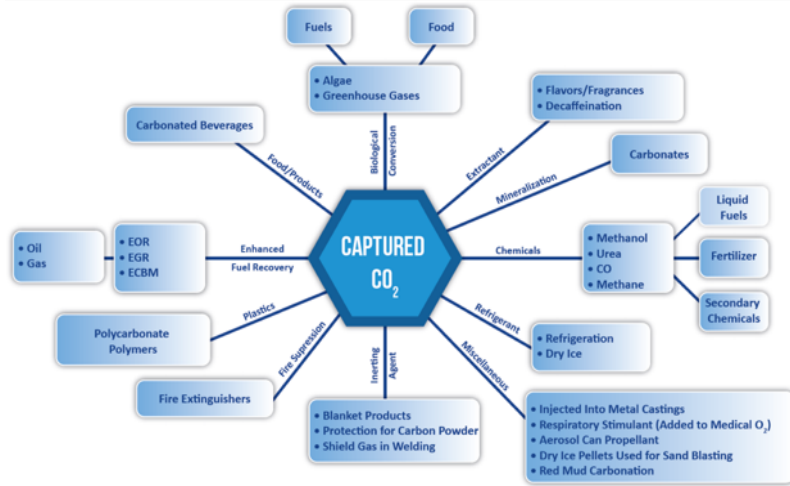 Fuels
Food
• Algae
• Greenhouse Gases
Biological
Conversion
• Flavors/Fragrances
• Decaffeination
Extractant
Carbonated Beverages
Food/Products
Carbonates
Mineralization
CAPTURED
CO₂
• Oil
• Gas
• EOR
• EGR
• ECBM
Enhanced
Fuel Recovery
Chemicals
• Methanol
• Urea
• CO
• Methane
Liquid
Fuels
Fertilizer
Secondary
Chemicals
Plastics
Polycarbonate
Polymers
Refrigerant
• Refrigeration
• Dry Ice
Fire Supression
Fire Extinguishers
Inerting
Agent
• Blanket Products
• Protection for Carbon Powder
• Shield Gas in Welding
Miscellaneous
• Injected Into Metal Castings
• Respiratory Stimulant (Added to Medical O₂)
• Aerosol Can Propellant
• Dry Ice Pellets Used for Sand Blasting
• Red Mud Carbonation